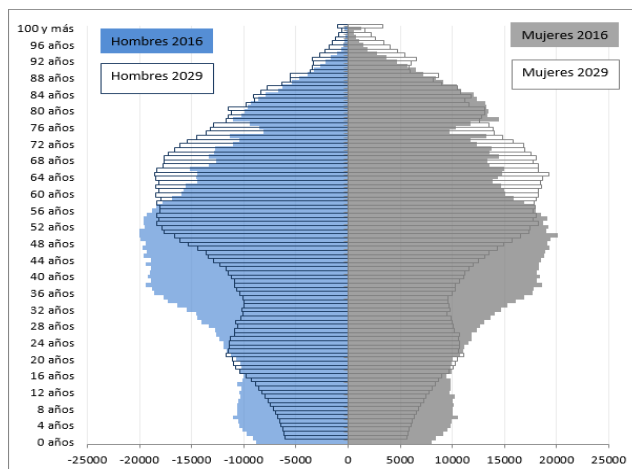 100 y más
96 años
92 años
88 años
84 años
80 años
76 años
72 años
68 años
64 años
60 años
56 años
52 años
48 años
44 años
40 años
36 años
32 años
28 años
24 años
20 años
16 años
12 años
8 años
4 años
0 años
Hombres 2016
Hombres 2029
Mujeres 2016
Mujeres 2029
-25000 -20000 -15000 -10000 -5000 0 5000 10000 15000 20000 25000